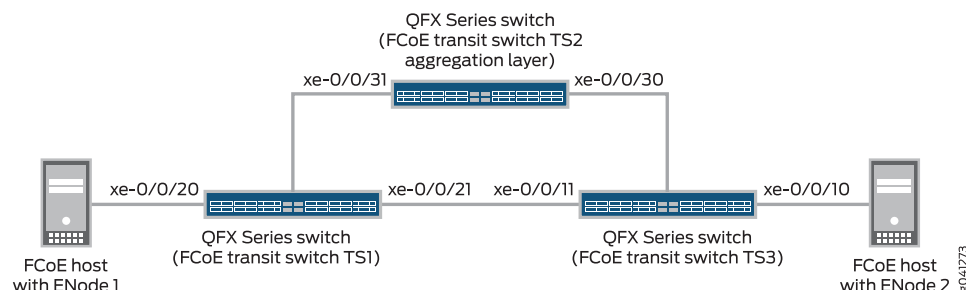 QFX Series switch
(FCoE transit switch TS2
aggregation layer)
xe-0/0/31
xe-0/0/30
xe-0/0/20
xe-0/0/21
xe-0/0/11
xe-0/0/10
QFX Series switch
(FCoE transit switch TS1)
QFX Series switch
(FCoE transit switch TS3)
FCoE host
with ENode 1
FCoE host
with ENode 2
g041273